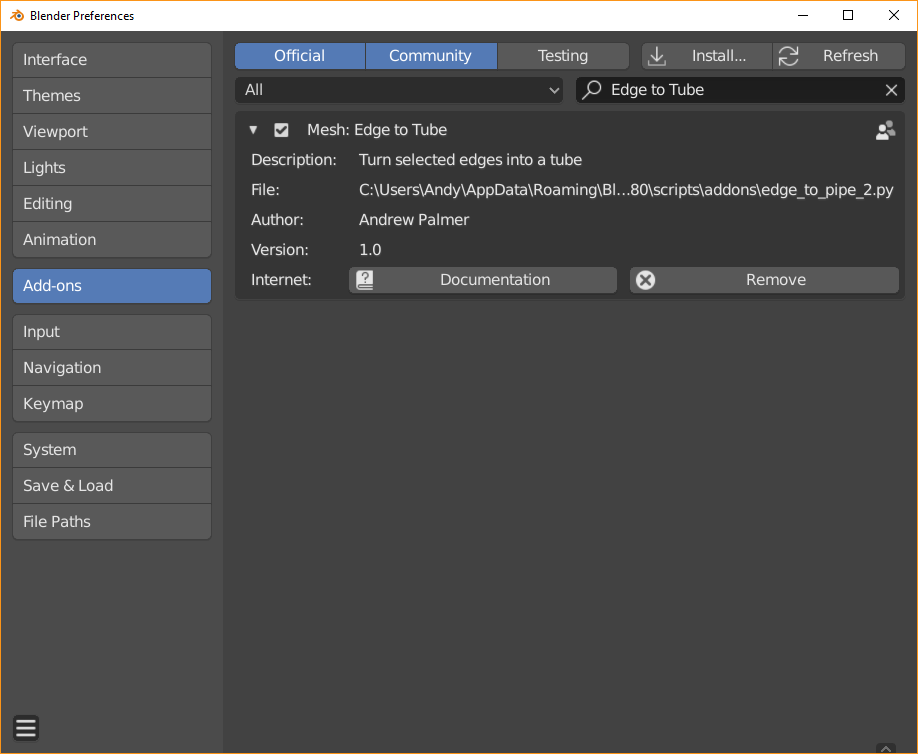 Blender Preferences
Interface
Themes
Viewport
Lights
Editing
Animation
Add-ons
Input
Navigation
Keymap
System
Save & Load
File Paths
Official Community Testing Install... Refresh
All Edge to Tube
Mesh: Edge to Tube
Description: Turn selected edges into a tube
File: C:\Users\Andy\AppData\Roaming\Bl...80\scripts\addons\edge_to_pipe_2.py
Author: Andrew Palmer
Version: 1.0
Internet: Documentation Remove